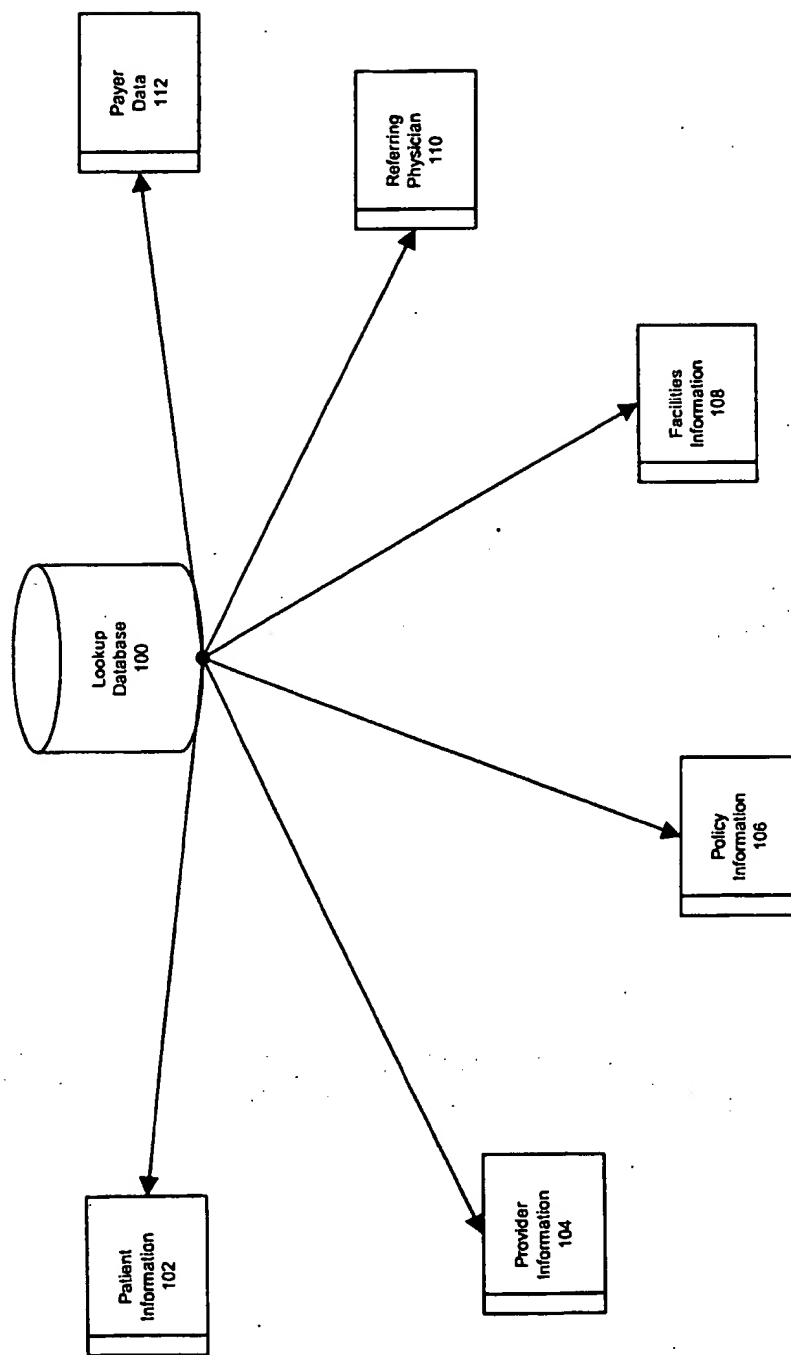 Lookup
Database
100
Patient
Information
102
Provider
Information
104
Policy
Information
106
Facilities
Information
108
Referring
Physician
110
Payer
Data
112